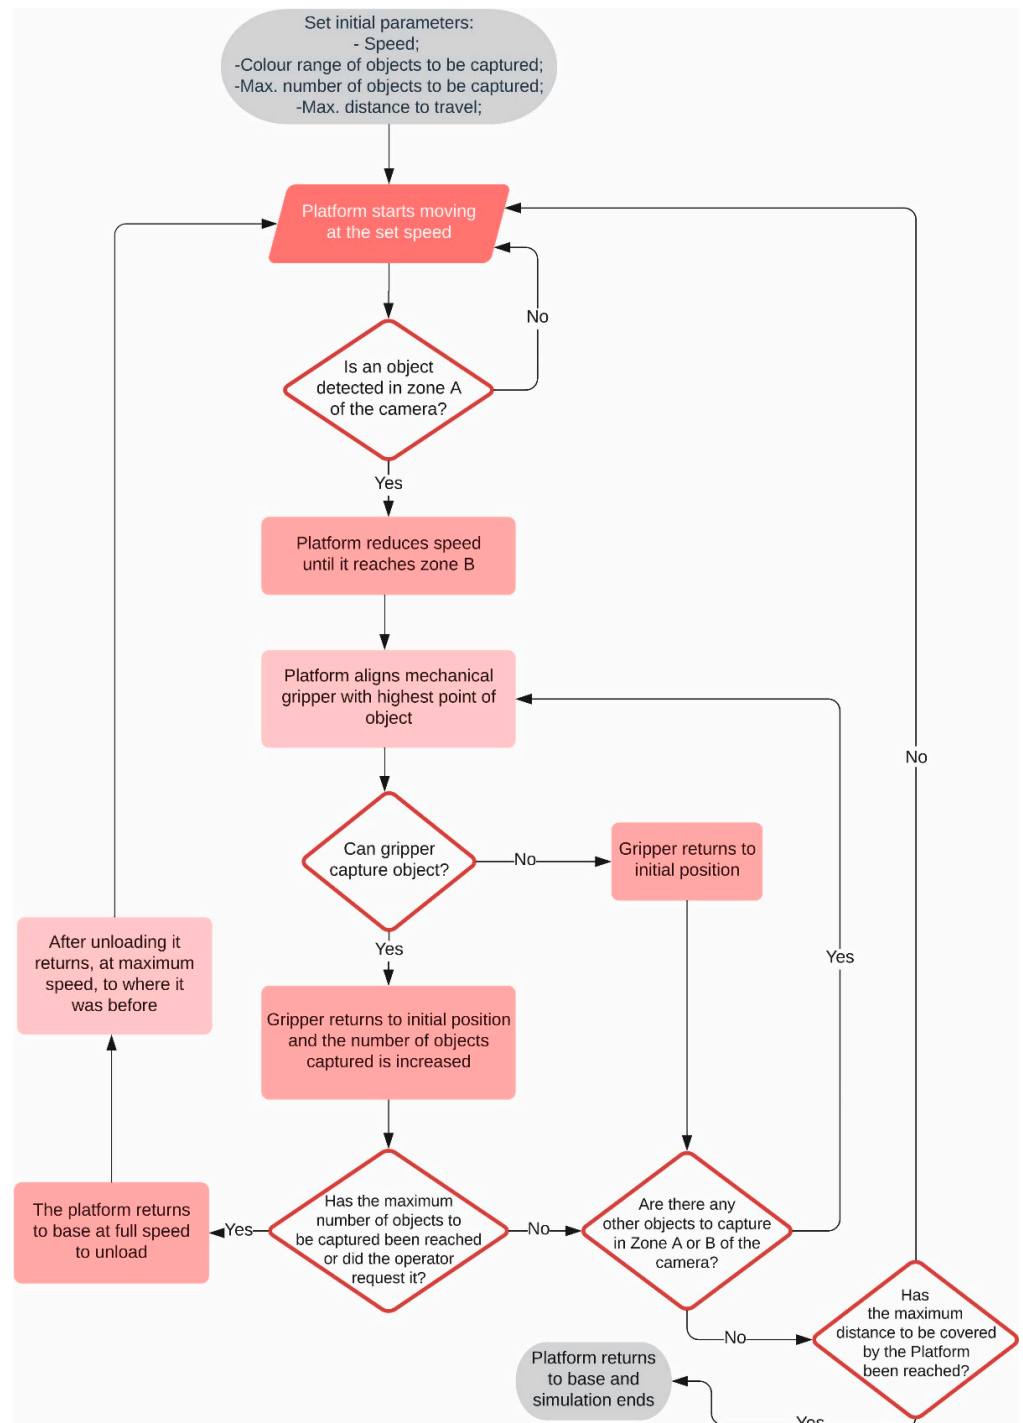 Set initial parameters:
- Speed;
-Colour range of objects to be captured;
-Max. number of objects to be captured;
-Max. distance to travel;
Platform starts moving
at the set speed
No
Is an object
detected in zone A
of the camera?
Yes
Platform reduces speed
until it reaches zone B
Platform aligns mechanical
gripper with highest point of
object
No
Can gripper
capture object?
No
Gripper returns to
initial position
Yes
Yes
After unloading it
returns, at maximum
speed, to where it
was before
Gripper returns to initial position
and the number of objects
captured is increased
The platform returns
to base at full speed
to unload
Yes
Has the maximum
number of objects to
be captured been reached
or did the operator
request it?
No
Are there any
other objects to capture
in Zone A or B of the
camera?
No
Has
the maximum
distance to be covered
by the Platform
been reached?
Platform returns
to base and
simulation ends
Yes